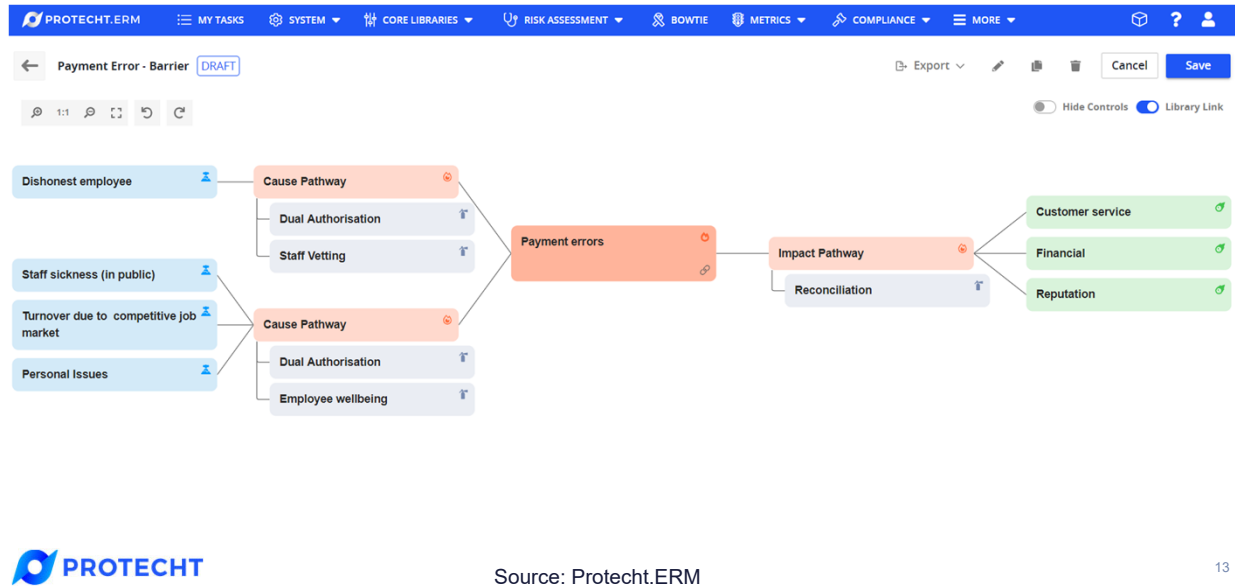 PROTECHT.ERM MY TASKS SYSTEM CORE LIBRARIES RISK ASSESSMENT BOWTIE METRICS COMPLIANCE MORE ?
Payment Error - Barrier DRAFT Export Cancel Save
1:1 Hide Controls Library Link
Dishonest employee
Staff sickness (in public)
Turnover due to competitive job
market
Personal Issues
Cause Pathway
Dual Authorisation
Staff Vetting
Cause Pathway
Dual Authorisation
Employee wellbeing
Payment errors
Impact Pathway
Reconciliation
Customer service
Financial
Reputation
PROTECHT
Source: Protecht.ERM
13